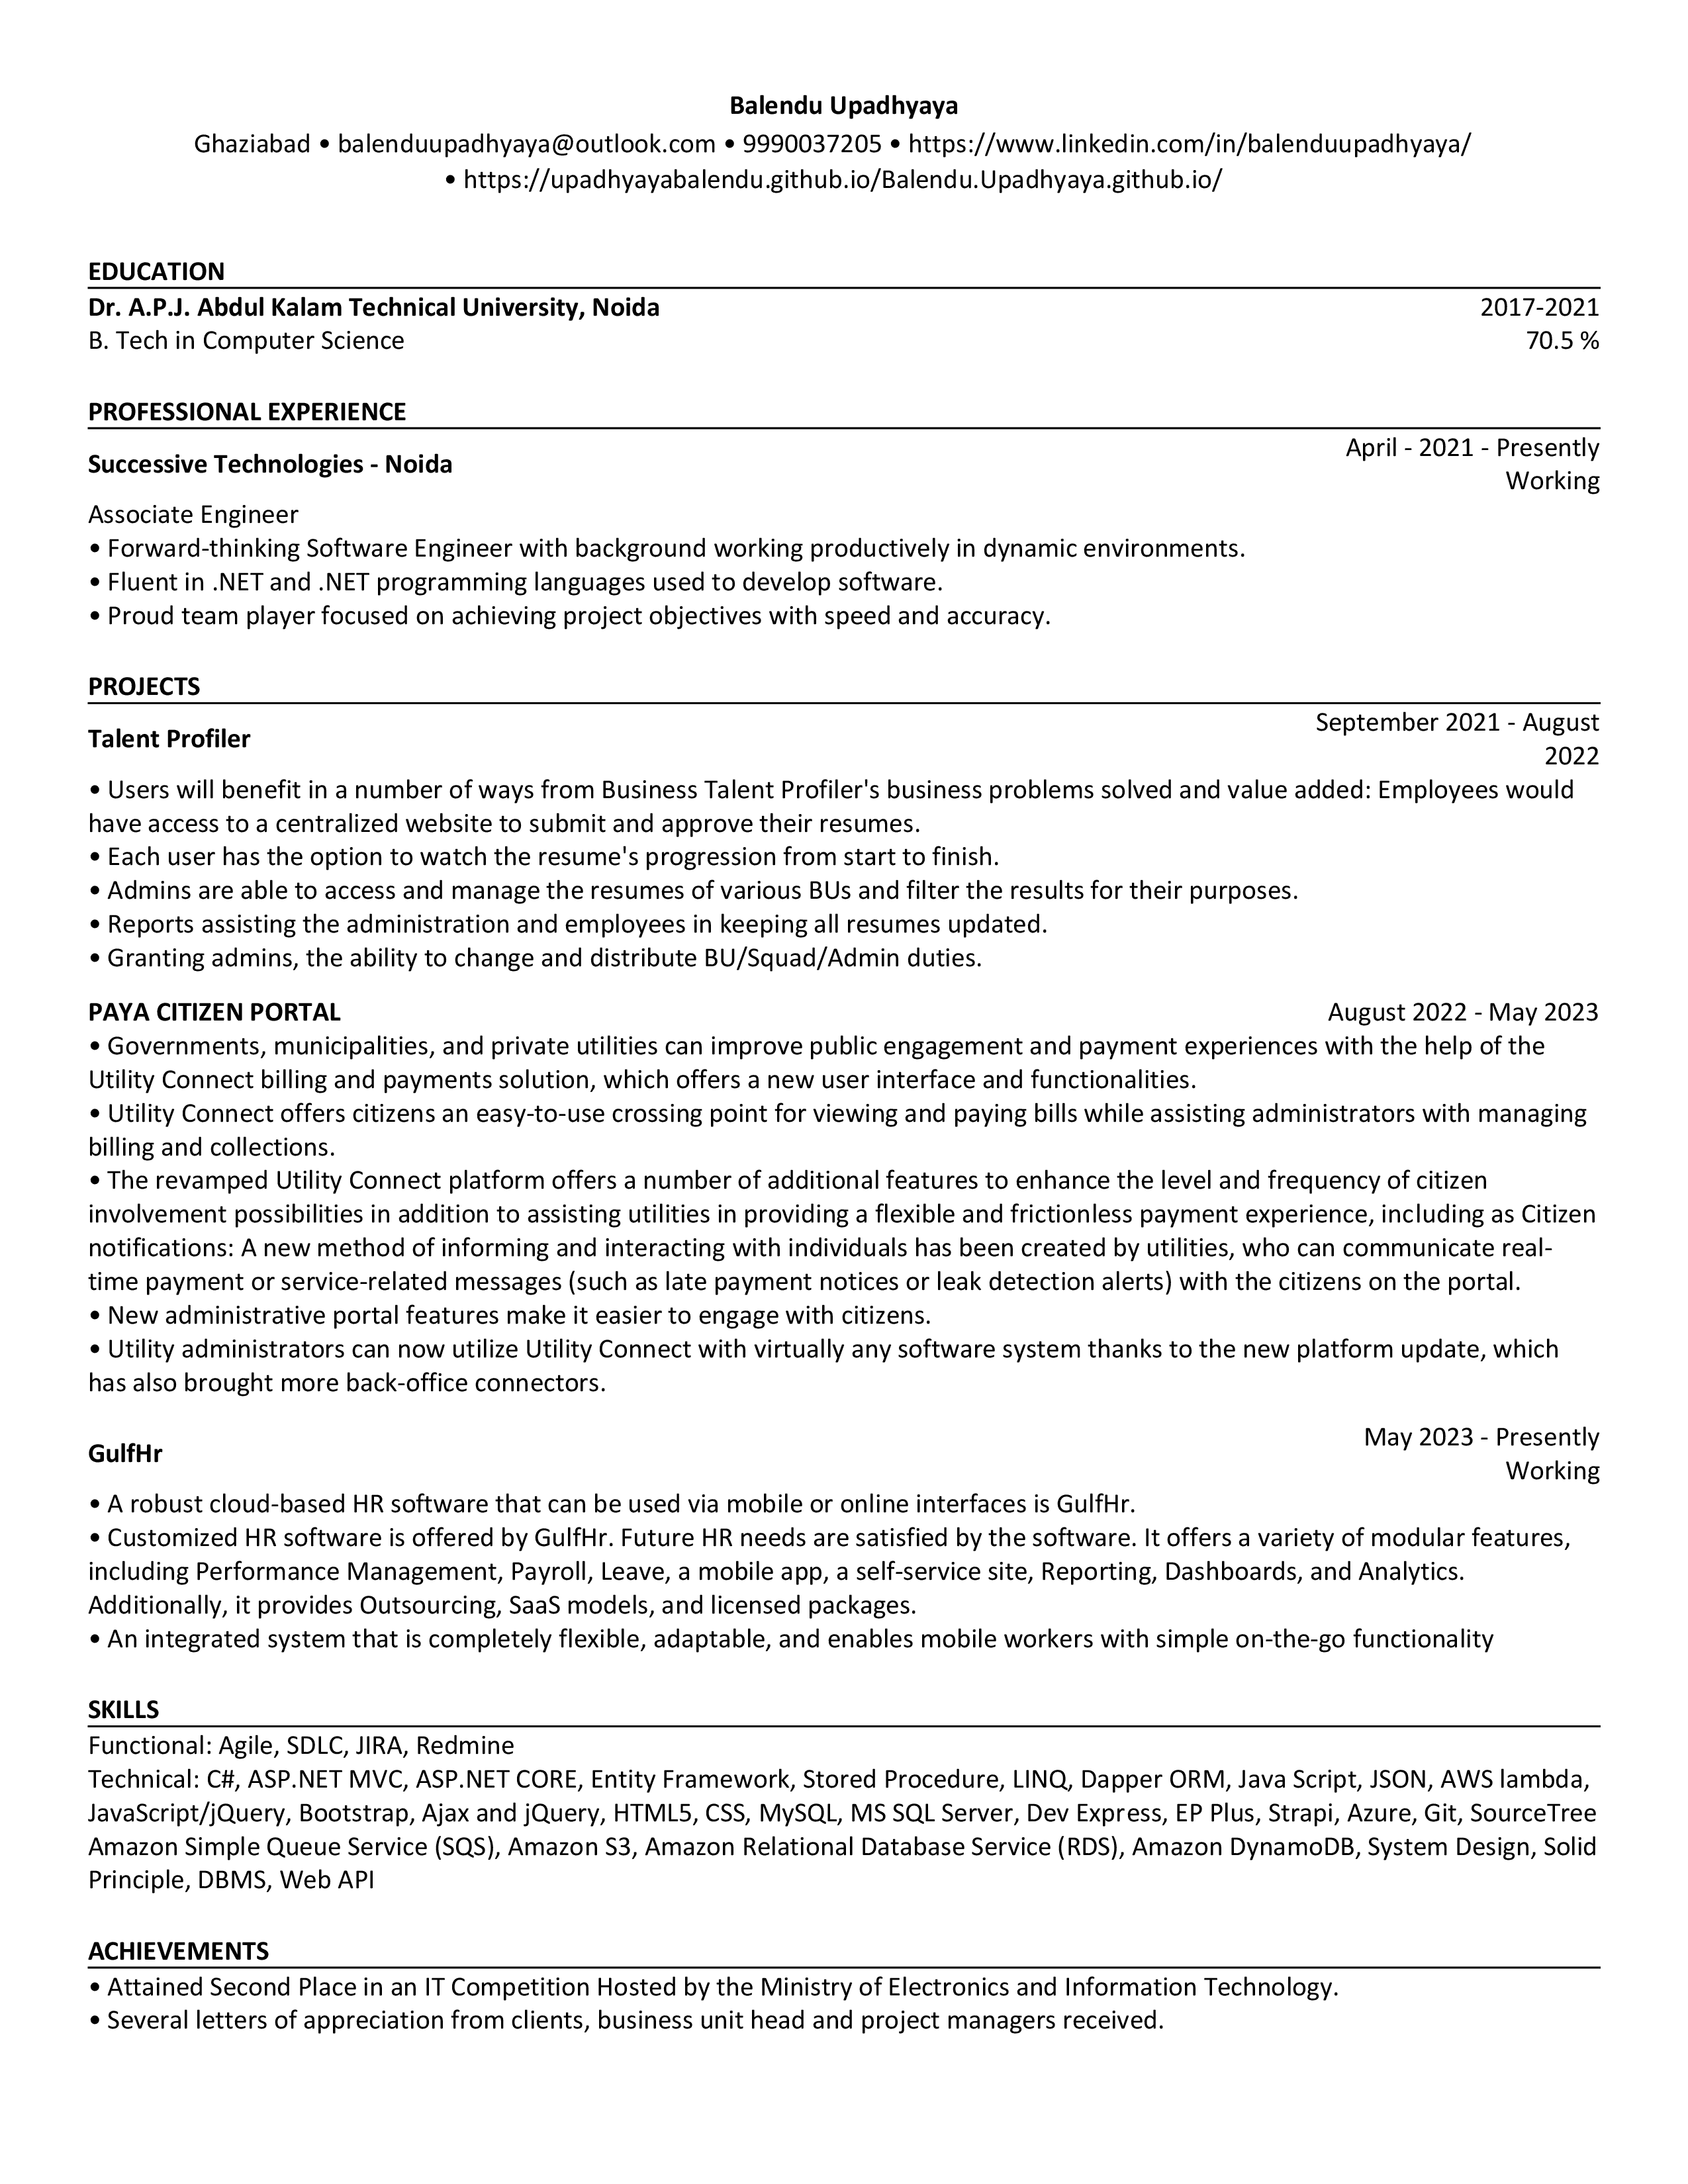 Balendu Upadhyaya
Ghaziabad • balenduupadhyaya@outlook.com • 9990037205 • https://www.linkedin.com/in/balenduupadhyaya/
• https://upadhyayabalendu.github.io/Balendu.Upadhyaya.github.io/
EDUCATION
Dr. A.P.J. Abdul Kalam Technical University, Noida 2017-2021
B. Tech in Computer Science 70.5 %
PROFESSIONAL EXPERIENCE
Successive Technologies - Noida April - 2021 - Presently
Working
Associate Engineer
• Forward-thinking Software Engineer with background working productively in dynamic environments.
• Fluent in .NET and .NET programming languages used to develop software.
• Proud team player focused on achieving project objectives with speed and accuracy.
PROJECTS
Talent Profiler September 2021 - August
2022
• Users will benefit in a number of ways from Business Talent Profiler's business problems solved and value added: Employees would
have access to a centralized website to submit and approve their resumes.
• Each user has the option to watch the resume's progression from start to finish.
• Admins are able to access and manage the resumes of various BUs and filter the results for their purposes.
• Reports assisting the administration and employees in keeping all resumes updated.
• Granting admins, the ability to change and distribute BU/Squad/Admin duties.
PAYA CITIZEN PORTAL August 2022 - May 2023
• Governments, municipalities, and private utilities can improve public engagement and payment experiences with the help of the
Utility Connect billing and payments solution, which offers a new user interface and functionalities.
• Utility Connect offers citizens an easy-to-use crossing point for viewing and paying bills while assisting administrators with managing
billing and collections.
• The revamped Utility Connect platform offers a number of additional features to enhance the level and frequency of citizen
involvement possibilities in addition to assisting utilities in providing a flexible and frictionless payment experience, including as Citizen
notifications: A new method of informing and interacting with individuals has been created by utilities, who can communicate real-
time payment or service-related messages (such as late payment notices or leak detection alerts) with the citizens on the portal.
• New administrative portal features make it easier to engage with citizens.
• Utility administrators can now utilize Utility Connect with virtually any software system thanks to the new platform update, which
has also brought more back-office connectors.
GulfHr May 2023 - Presently
Working
• A robust cloud-based HR software that can be used via mobile or online interfaces is GulfHr.
• Customized HR software is offered by GulfHr. Future HR needs are satisfied by the software. It offers a variety of modular features,
including Performance Management, Payroll, Leave, a mobile app, a self-service site, Reporting, Dashboards, and Analytics.
Additionally, it provides Outsourcing, SaaS models, and licensed packages.
• An integrated system that is completely flexible, adaptable, and enables mobile workers with simple on-the-go functionality
SKILLS
Functional: Agile, SDLC, JIRA, Redmine
Technical: C#, ASP.NET MVC, ASP.NET CORE, Entity Framework, Stored Procedure, LINQ, Dapper ORM, Java Script, JSON, AWS lambda,
JavaScript/jQuery, Bootstrap, Ajax and jQuery, HTML5, CSS, MySQL, MS SQL Server, Dev Express, EP Plus, Strapi, Azure, Git, SourceTree
Amazon Simple Queue Service (SQS), Amazon S3, Amazon Relational Database Service (RDS), Amazon DynamoDB, System Design, Solid
Principle, DBMS, Web API
ACHIEVEMENTS
• Attained Second Place in an IT Competition Hosted by the Ministry of Electronics and Information Technology.
• Several letters of appreciation from clients, business unit head and project managers received.